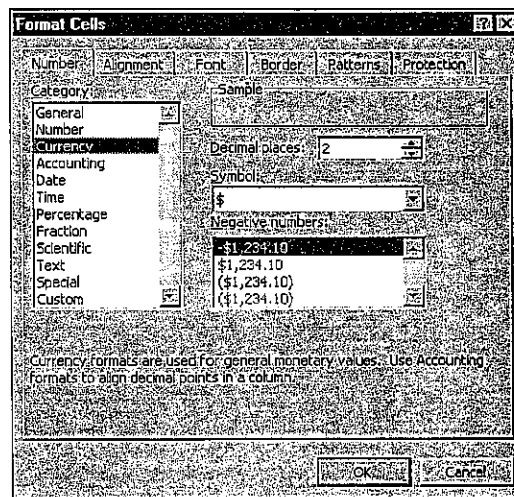 Format Cells
Number Alignment Font Border Patterns Protection
Category
General
Number
Currency
Accounting
Date
Time
Percentage
Fraction
Scientific
Text
Special
Custom
Sample
Decimal places: 2
Symbol:
$
Negative numbers:
-$1,234.10
$1,234.10
($1,234.10)
($1,234.10)
Currency formats are used for general monetary values. Use Accounting
formats to align decimal points in a column.
OK Cancel